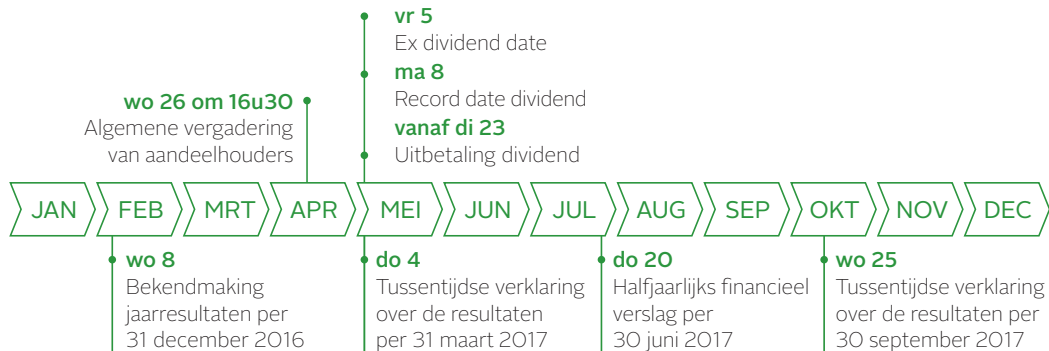 vr 5
Ex dividend date
ma 8
Record date dividend
vanaf di 23
Uitbetaling dividend
wo 26 om 16u30
Algemene vergadering
van aandeelhouders
JAN FEB MRT APR MEI JUN JUL AUG SEP OKT NOV DEC
wo 8
Bekendmaking
jaarresultaten per
31 december 2016
do 4
Tussentijdse verklaring
over de resultaten
per 31 maart 2017
do 20
Halfjaarlijks financieel
verslag per
30 juni 2017
wo 25
Tussentijdse verklaring
over de resultaten per
30 september 2017